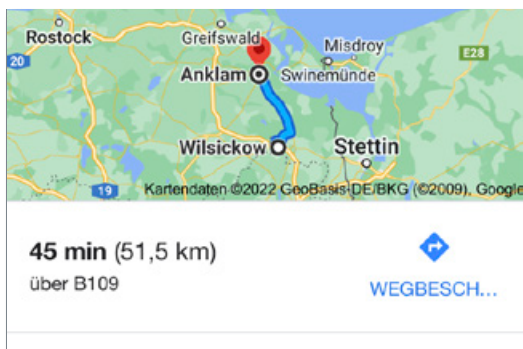 Rostock
Greifswald
Misdroy
E28
20
Anklam
Swinemünde
Wilsickow
Stettin
19
Kartendaten ©2022 GeoBasis-DE/BKG (©2009), Google
45 min (51,5 km)
über B109
WEGBESCH...